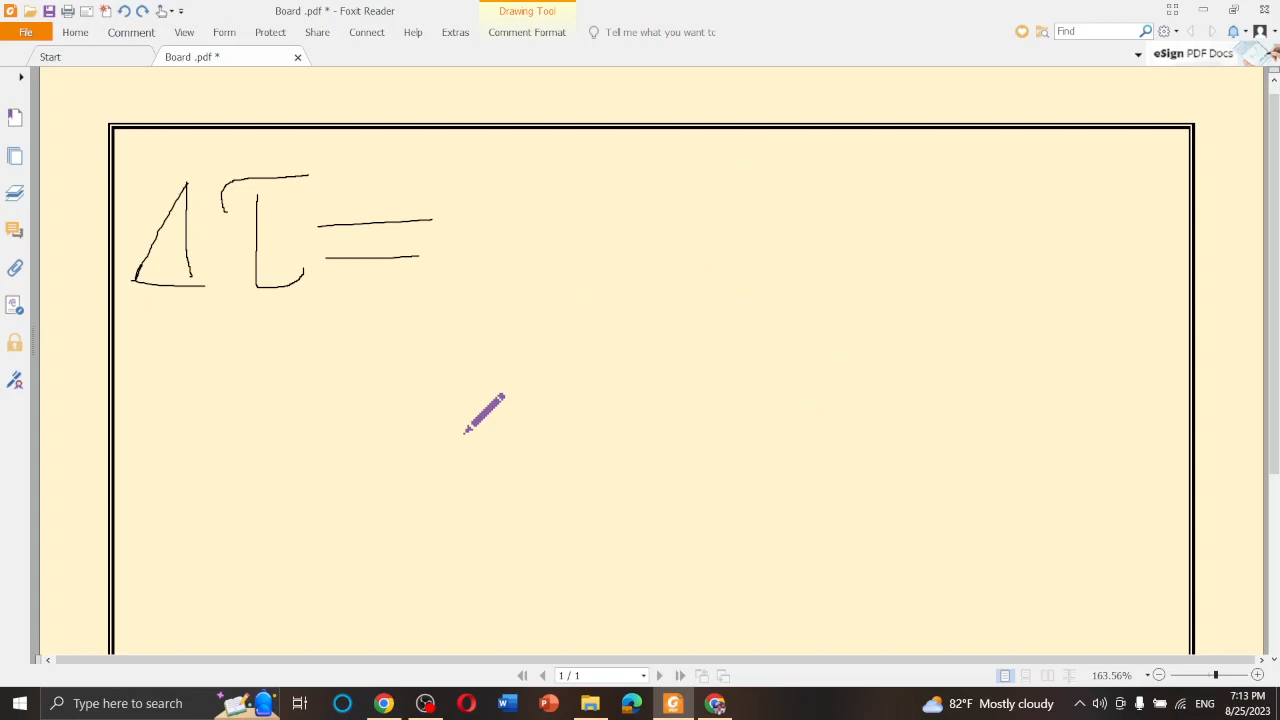 Board .pdf * - Foxit Reader
Drawing Tool
File Home Comment View Form Protect Share Connect Help Extras Comment Format Tell me what you want to Find
Start
Board .pdf *
eSign PDF Docs
Δτ=
1 / 1
163.56%
Type here to search
82°F Mostly cloudy
ENG
7:13 PM
8/25/2023